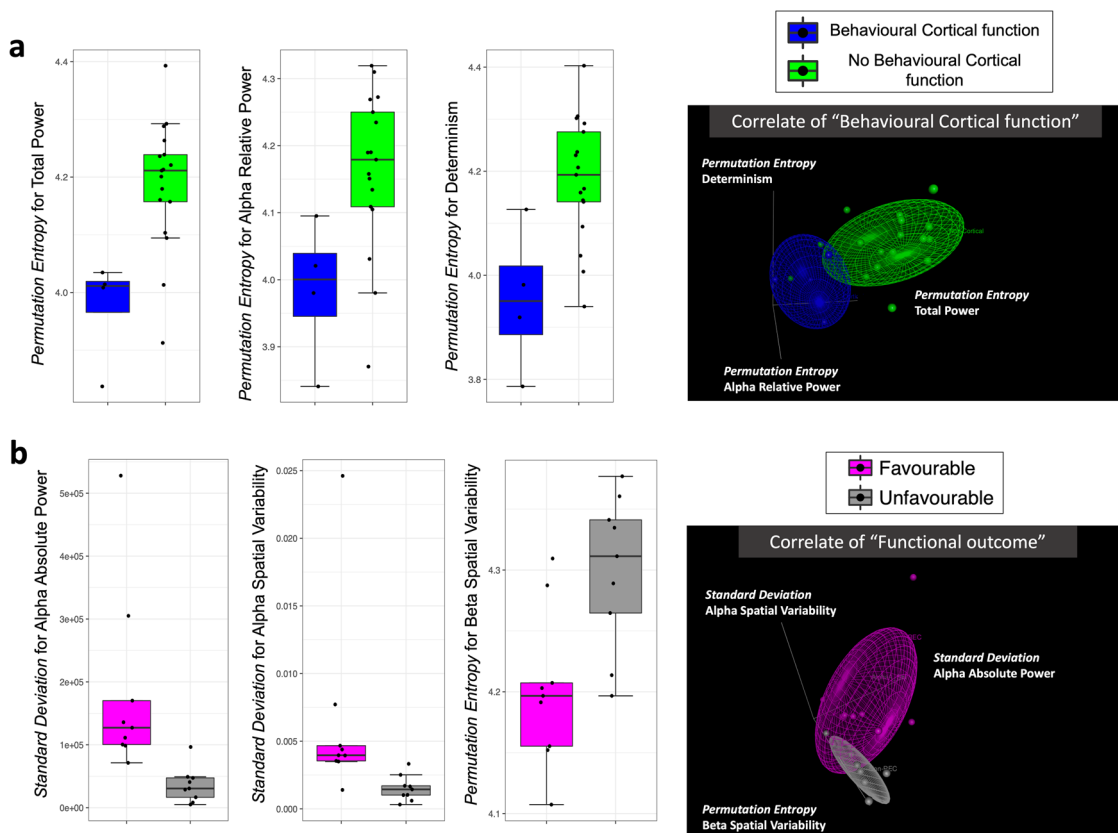 a
Permutation Entropy for Total Power
4.4
4.2
4.0
Permutation Entropy for Alpha Relative Power
4.3
4.2
4.1
4.0
3.9
Permutation Entropy for Determinism
4.4
4.2
4.0
3.8
Behavioural Cortical function
No Behavioural Cortical
function
Correlate of “Behavioural Cortical function”
Permutation Entropy
Determinism
Cortical
Permutation Entropy
Total Power
Permutation Entropy
Alpha Relative Power
b
Standard Deviation for Alpha Absolute Power
5e+05
4e+05
3e+05
2e+05
1e+05
0e+00
Standard Deviation for Alpha Spatial Variability
0.025
0.020
0.015
0.010
0.005
0.000
Permutation Entropy for Beta Spatial Variability
4.3
4.2
4.1
Favourable
Unfavourable
Correlate of “Functional outcome”
Standard Deviation
Alpha Spatial Variability
Standard Deviation
Alpha Absolute Power
Permutation Entropy
Beta Spatial Variability